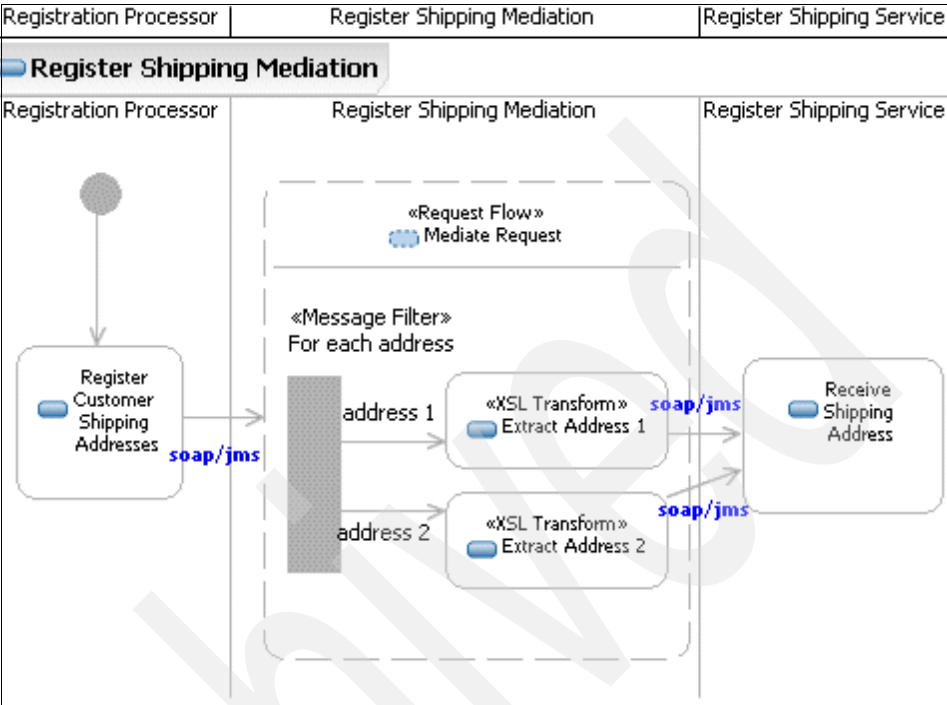 Registration Processor
Register Shipping Mediation
Register Shipping Service
Register Shipping Mediation
Registration Processor
Register Shipping Mediation
Register Shipping Service
«Request Flow»
Mediate Request
«Message Filter»
For each address
Register
Customer
Shipping
Addresses
soap/jms
address 1
«XSL Transform»
Extract Address 1
soap/jms
address 2
«XSL Transform»
Extract Address 2
soap/jms
Receive
Shipping
Address